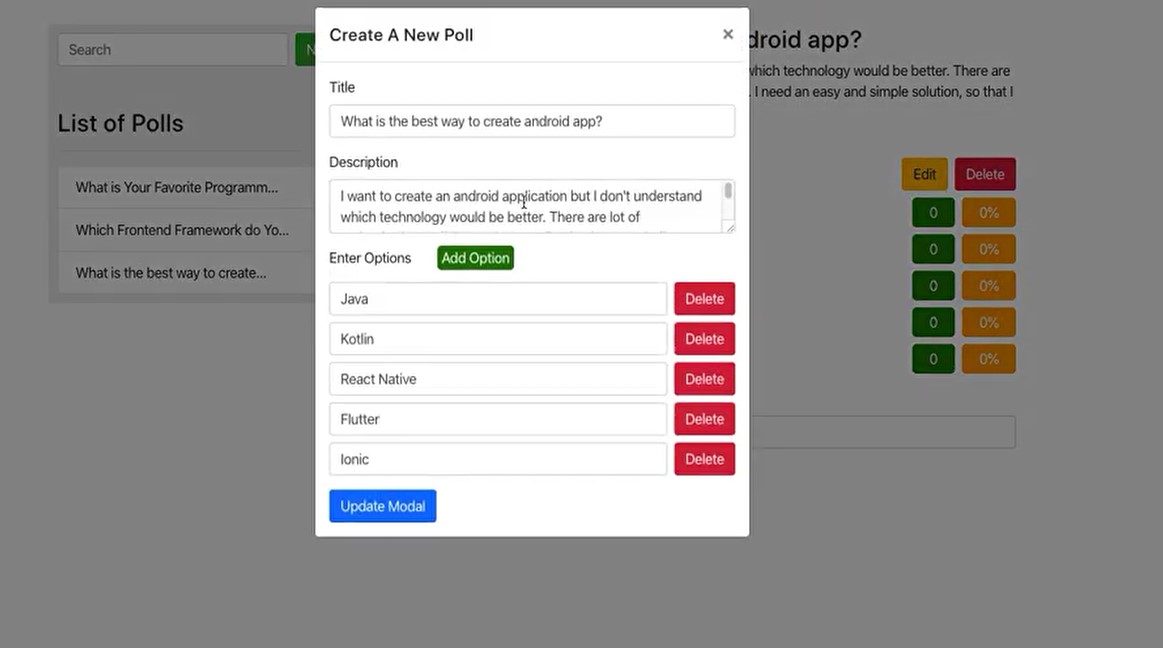 Search
N
List of Polls
What is Your Favorite Programm...
Which Frontend Framework do Yo...
What is the best way to create...
Create A New Poll
×
Title
What is the best way to create android app?
Description
I want to create an android application but I don't understand
which technology would be better. There are lot of
Enter Options
Add Option
Java
Delete
Kotlin
Delete
React Native
Delete
Flutter
Delete
Ionic
Delete
Update Modal
droid app?
which technology would be better. There are
. I need an easy and simple solution, so that I
Edit
Delete
0
0%
0
0%
0
0%
0
0%
0
0%